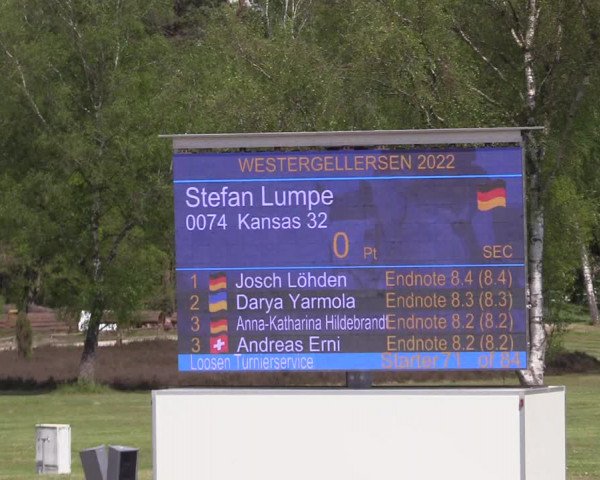 WESTERGELLERSEN 2022
Stefan Lumpe
0074 Kansas 32
0 Pt SEC
1 Josch Löhden Endnote 8.4 (8.4)
2 Darya Yarmola Endnote 8.3 (8.3)
3 Anna-Katharina Hildebrandt Endnote 8.2 (8.2)
3 Andreas Erni Endnote 8.2 (8.2)
Loosen Turnierservice Starter 71 of 84